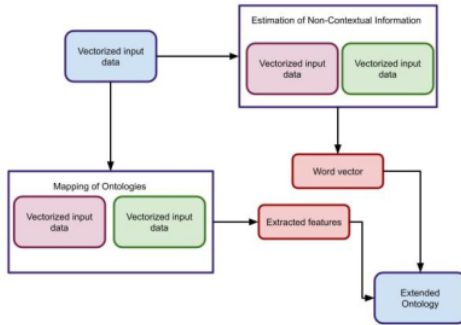 Estimation of Non-Contextual Information
Vectorized input
data
Vectorized input
data
Vectorized input
data
Word vector
Mapping of Ontologies
Vectorized input
data
Vectorized input
data
Extracted features
Extended
Ontology